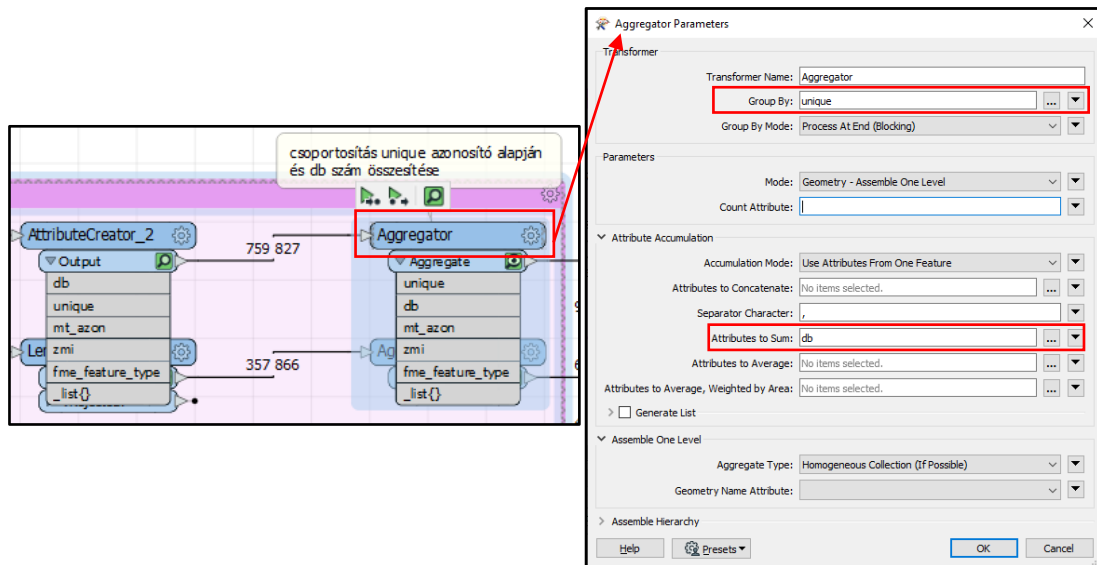 csoportosítás unique azonosító alapján
és db szám összesítése
AttributeCreator_2
759 827
Output
db
unique
mt_azon
zmi
fme_feature_type
_list{}
Ler
357 866
Aggregator
Aggregate
unique
db
mt_azon
zmi
fme_feature_type
_list{}
Ag
Aggregator Parameters
Transformer
Transformer Name: Aggregator
Group By: unique
...
Group By Mode: Process At End (Blocking)
Parameters
Mode: Geometry - Assemble One Level
Count Attribute:
Attribute Accumulation
Accumulation Mode: Use Attributes From One Feature
Attributes to Concatenate: No items selected.
...
Separator Character: ,
Attributes to Sum: db
...
Attributes to Average: No items selected.
...
Attributes to Average, Weighted by Area: No items selected.
...
Generate List
Assemble One Level
Aggregate Type: Homogeneous Collection (If Possible)
Geometry Name Attribute:
Assemble Hierarchy
Help
Presets
OK
Cancel